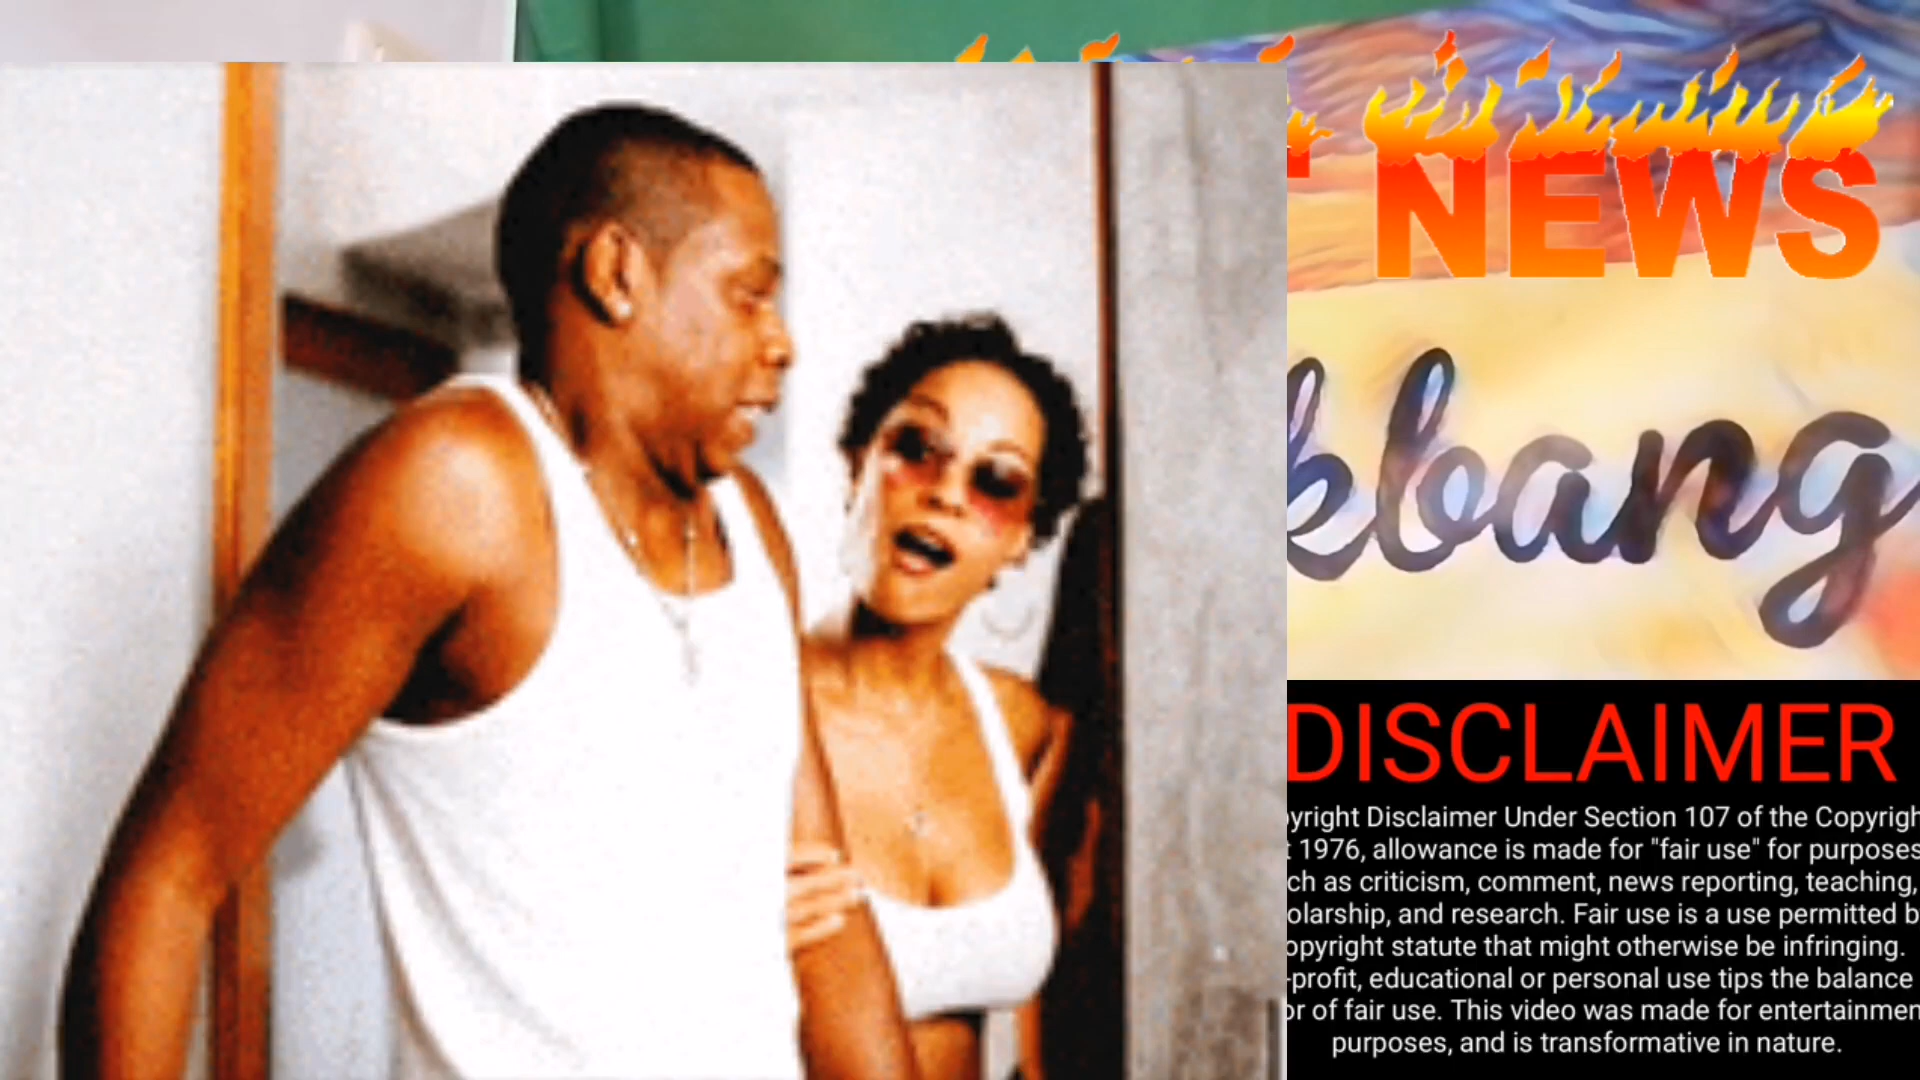 NEWS
kbang
DISCLAIMER
pyright Disclaimer Under Section 107 of the Copyrigh
t 1976, allowance is made for "fair use" for purposes
ch as criticism, comment, news reporting, teaching,
olarship, and research. Fair use is a use permitted b
opyright statute that might otherwise be infringing.
-profit, educational or personal use tips the balance
or of fair use. This video was made for entertainmen
purposes, and is transformative in nature.